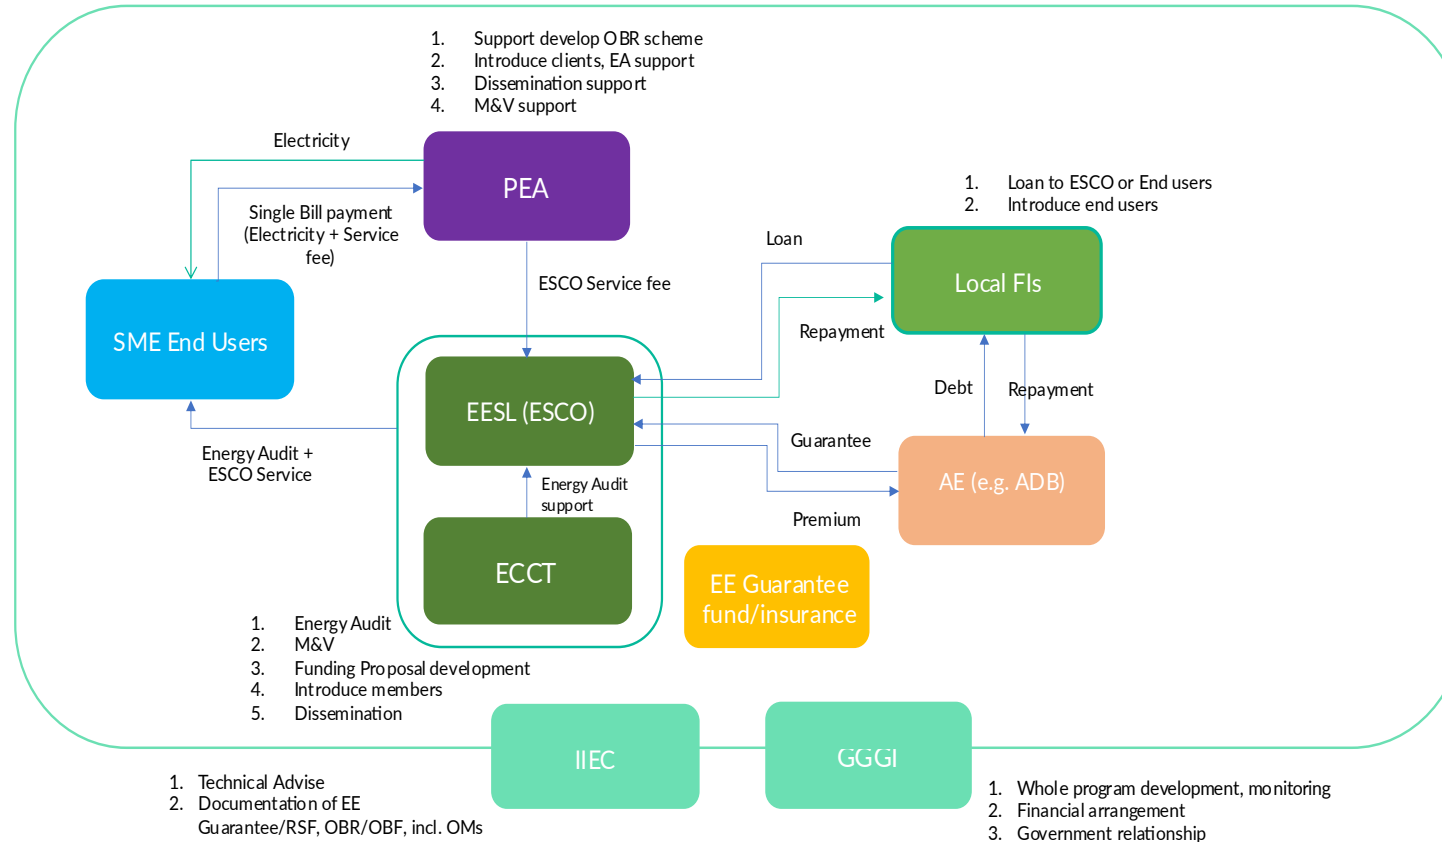 1. Support develop OBR scheme
2. Introduce clients, EA support
3. Dissemination support
4. M&V support
Electricity
PEA
Single Bill payment
(Electricity + Service
fee)
1. Loan to ESCO or End users
2. Introduce end users
Loan
Local FIs
ESCO Service fee
SME End Users
Repayment
EESL (ESCO)
Debt
Repayment
Guarantee
Energy Audit +
ESCO Service
AE (e.g. ADB)
Energy Audit
support
Premium
ECCT
EE Guarantee
fund/insurance
1. Energy Audit
2. M&V
3. Funding Proposal development
4. Introduce members
5. Dissemination
IIEC
GGGI
1. Technical Advise
2. Documentation of EE
Guarantee/RSF, OBR/OBF, incl. OMs
1. Whole program development, monitoring
2. Financial arrangement
3. Government relationship